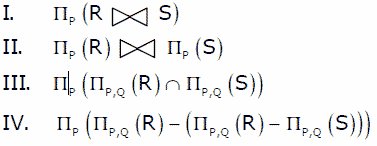 I. Π_P (R ⋈ S)
II. Π_P (R) ⋈ Π_P (S)
III. Π_P (Π_P,Q (R) ∩ Π_P,Q (S))
IV. Π_P (Π_P,Q (R) − (Π_P,Q (R) − Π_P,Q (S)))